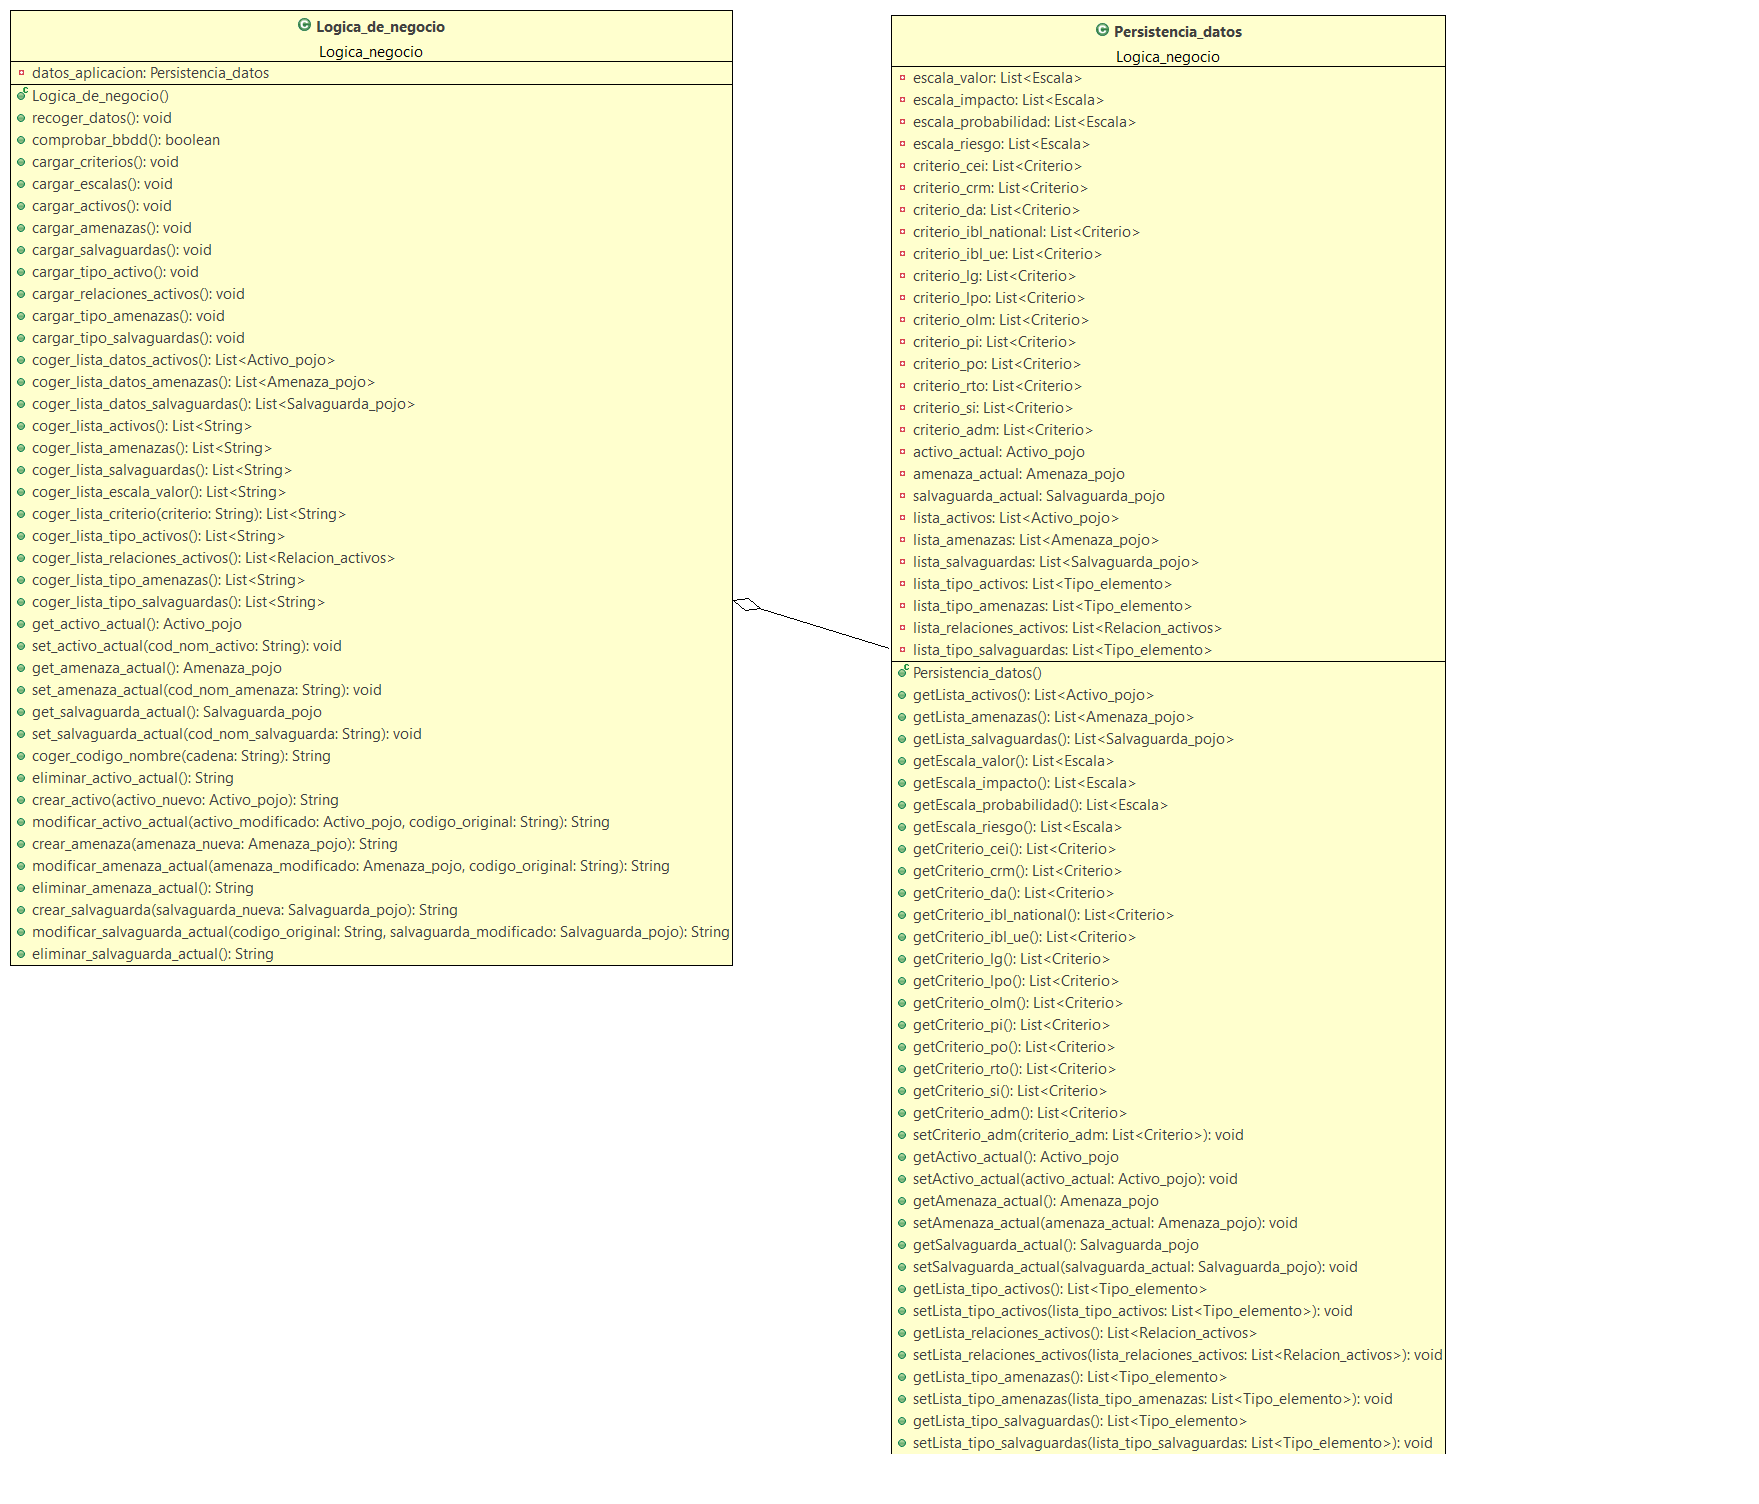 Logica_de_negocio
Logica_negocio
datos_aplicacion: Persistencia_datos
Logica_de_negocio()
recoger_datos(): void
comprobar_bbdd(): boolean
cargar_criterios(): void
cargar_escalas(): void
cargar_activos(): void
cargar_amenazas(): void
cargar_salvaguardas(): void
cargar_tipo_activo(): void
cargar_relaciones_activos(): void
cargar_tipo_amenazas(): void
cargar_tipo_salvaguardas(): void
coger_lista_datos_activos(): List<Activo_pojo>
coger_lista_datos_amenazas(): List<Amenaza_pojo>
coger_lista_datos_salvaguardas(): List<Salvaguarda_pojo>
coger_lista_activos(): List<String>
coger_lista_amenazas(): List<String>
coger_lista_salvaguardas(): List<String>
coger_lista_escala_valor(): List<String>
coger_lista_criterio(criterio: String): List<String>
coger_lista_tipo_activos(): List<String>
coger_lista_relaciones_activos(): List<Relacion_activos>
coger_lista_tipo_amenazas(): List<String>
coger_lista_tipo_salvaguardas(): List<String>
get_activo_actual(): Activo_pojo
set_activo_actual(cod_nom_activo: String): void
get_amenaza_actual(): Amenaza_pojo
set_amenaza_actual(cod_nom_amenaza: String): void
get_salvaguarda_actual(): Salvaguarda_pojo
set_salvaguarda_actual(cod_nom_salvaguarda: String): void
coger_codigo_nombre(cadena: String): String
eliminar_activo_actual(): String
crear_activo(activo_nuevo: Activo_pojo): String
modificar_activo_actual(activo_modificado: Activo_pojo, codigo_original: String): String
crear_amenaza(amenaza_nueva: Amenaza_pojo): String
modificar_amenaza_actual(amenaza_modificado: Amenaza_pojo, codigo_original: String): String
eliminar_amenaza_actual(): String
crear_salvaguarda(salvaguarda_nueva: Salvaguarda_pojo): String
modificar_salvaguarda_actual(codigo_original: String, salvaguarda_modificado: Salvaguarda_pojo): String
eliminar_salvaguarda_actual(): String
Persistencia_datos
Logica_negocio
escala_valor: List<Escala>
escala_impacto: List<Escala>
escala_probabilidad: List<Escala>
escala_riesgo: List<Escala>
criterio_cei: List<Criterio>
criterio_crm: List<Criterio>
criterio_da: List<Criterio>
criterio_ibl_national: List<Criterio>
criterio_ibl_ue: List<Criterio>
criterio_lg: List<Criterio>
criterio_lpo: List<Criterio>
criterio_olm: List<Criterio>
criterio_pi: List<Criterio>
criterio_po: List<Criterio>
criterio_rto: List<Criterio>
criterio_si: List<Criterio>
criterio_adm: List<Criterio>
activo_actual: Activo_pojo
amenaza_actual: Amenaza_pojo
salvaguarda_actual: Salvaguarda_pojo
lista_activos: List<Activo_pojo>
lista_amenazas: List<Amenaza_pojo>
lista_salvaguardas: List<Salvaguarda_pojo>
lista_tipo_activos: List<Tipo_elemento>
lista_tipo_amenazas: List<Tipo_elemento>
lista_relaciones_activos: List<Relacion_activos>
lista_tipo_salvaguardas: List<Tipo_elemento>
Persistencia_datos()
getLista_activos(): List<Activo_pojo>
getLista_amenazas(): List<Amenaza_pojo>
getLista_salvaguardas(): List<Salvaguarda_pojo>
getEscala_valor(): List<Escala>
getEscala_impacto(): List<Escala>
getEscala_probabilidad(): List<Escala>
getEscala_riesgo(): List<Escala>
getCriterio_cei(): List<Criterio>
getCriterio_crm(): List<Criterio>
getCriterio_da(): List<Criterio>
getCriterio_ibl_national(): List<Criterio>
getCriterio_ibl_ue(): List<Criterio>
getCriterio_lg(): List<Criterio>
getCriterio_lpo(): List<Criterio>
getCriterio_olm(): List<Criterio>
getCriterio_pi(): List<Criterio>
getCriterio_po(): List<Criterio>
getCriterio_rto(): List<Criterio>
getCriterio_si(): List<Criterio>
getCriterio_adm(): List<Criterio>
setCriterio_adm(criterio_adm: List<Criterio>): void
getActivo_actual(): Activo_pojo
setActivo_actual(activo_actual: Activo_pojo): void
getAmenaza_actual(): Amenaza_pojo
setAmenaza_actual(amenaza_actual: Amenaza_pojo): void
getSalvaguarda_actual(): Salvaguarda_pojo
setSalvaguarda_actual(salvaguarda_actual: Salvaguarda_pojo): void
getLista_tipo_activos(): List<Tipo_elemento>
setLista_tipo_activos(lista_tipo_activos: List<Tipo_elemento>): void
getLista_relaciones_activos(): List<Relacion_activos>
setLista_relaciones_activos(lista_relaciones_activos: List<Relacion_activos>): void
getLista_tipo_amenazas(): List<Tipo_elemento>
setLista_tipo_amenazas(lista_tipo_amenazas: List<Tipo_elemento>): void
getLista_tipo_salvaguardas(): List<Tipo_elemento>
setLista_tipo_salvaguardas(lista_tipo_salvaguardas: List<Tipo_elemento>): void